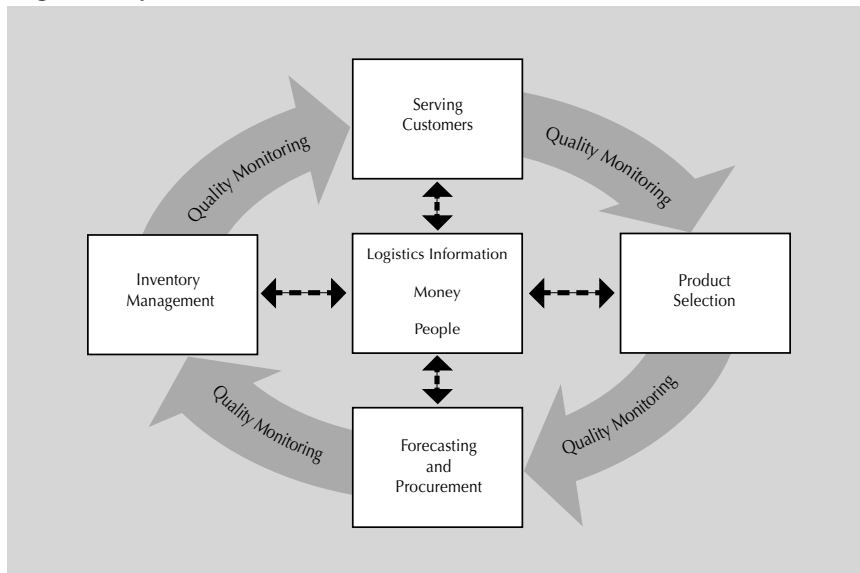 Serving
Customers
Quality Monitoring
Quality Monitoring
Inventory
Management
Logistics Information
Money
People
Product
Selection
Quality Monitoring
Quality Monitoring
Forecasting
and
Procurement